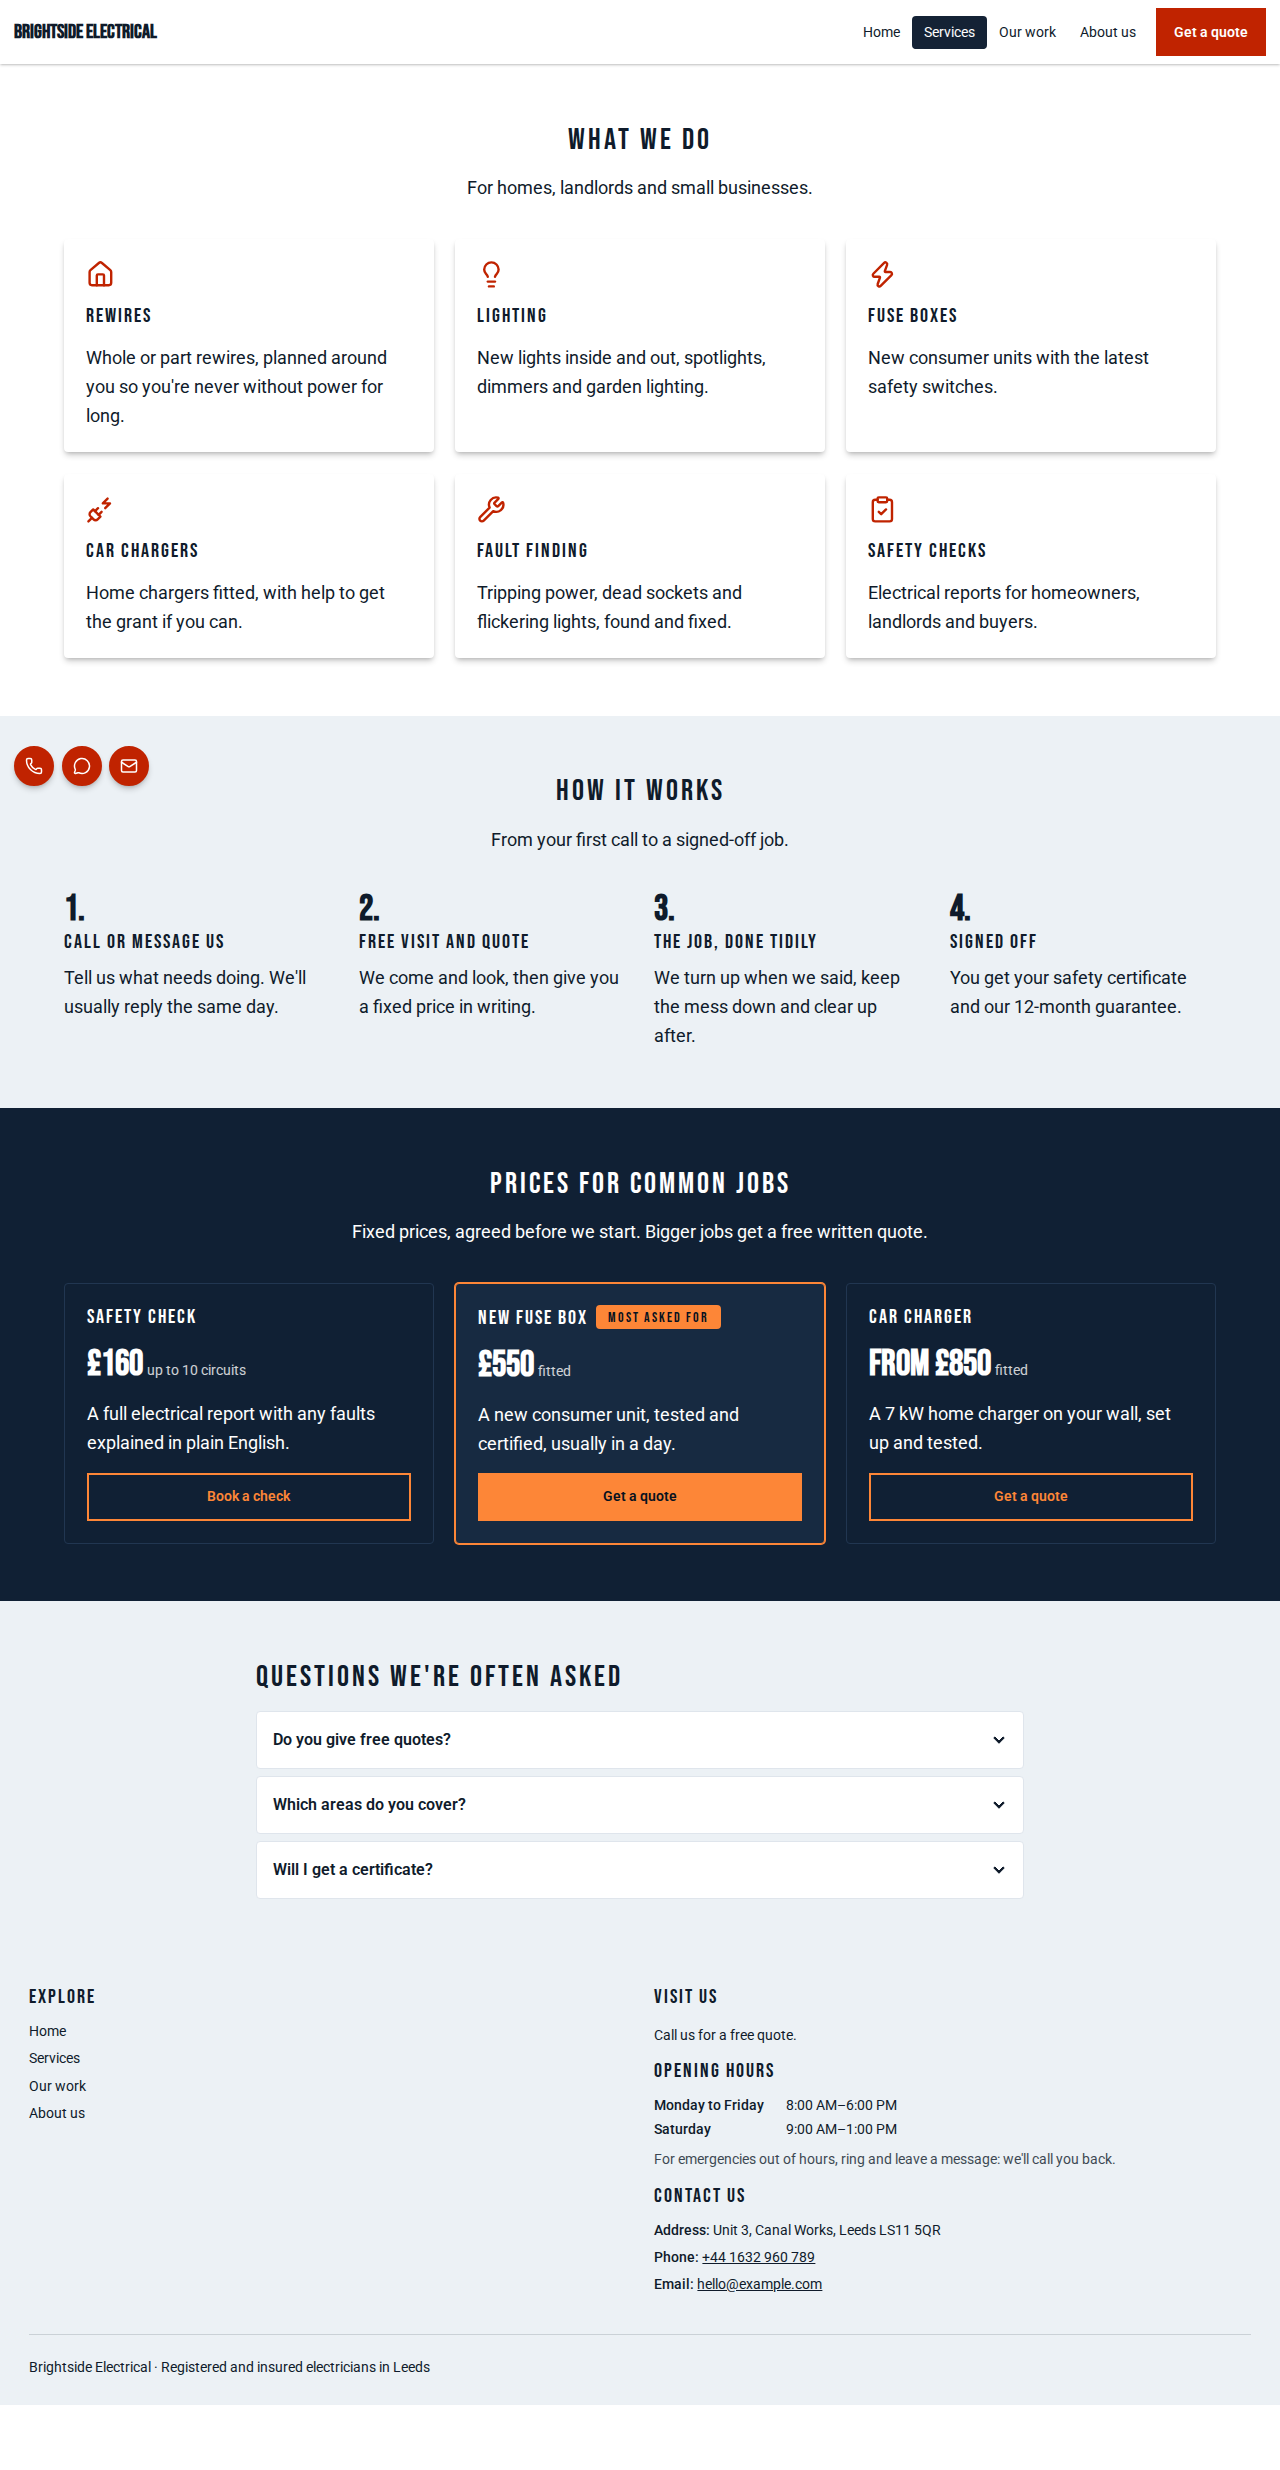 BRIGHTSIDE ELECTRICAL
Home
Services
Our work
About us
Get a quote
WHAT WE DO
For homes, landlords and small businesses.
REWIRES
Whole or part rewires, planned around
you so you're never without power for
long.
LIGHTING
New lights inside and out, spotlights,
dimmers and garden lighting.
FUSE BOXES
New consumer units with the latest
safety switches.
CAR CHARGERS
Home chargers fitted, with help to get
the grant if you can.
FAULT FINDING
Tripping power, dead sockets and
flickering lights, found and fixed.
SAFETY CHECKS
Electrical reports for homeowners,
landlords and buyers.
HOW IT WORKS
From your first call to a signed-off job.
1.
CALL OR MESSAGE US
Tell us what needs doing. We'll
usually reply the same day.
2.
FREE VISIT AND QUOTE
We come and look, then give you
a fixed price in writing.
3.
THE JOB, DONE TIDILY
We turn up when we said, keep
the mess down and clear up
after.
4.
SIGNED OFF
You get your safety certificate
and our 12-month guarantee.
PRICES FOR COMMON JOBS
Fixed prices, agreed before we start. Bigger jobs get a free written quote.
SAFETY CHECK
£160 up to 10 circuits
A full electrical report with any faults
explained in plain English.
Book a check
NEW FUSE BOX MOST ASKED FOR
£550 fitted
A new consumer unit, tested and
certified, usually in a day.
Get a quote
CAR CHARGER
FROM £850 fitted
A 7 kW home charger on your wall, set
up and tested.
Get a quote
QUESTIONS WE'RE OFTEN ASKED
Do you give free quotes?
Which areas do you cover?
Will I get a certificate?
EXPLORE
Home
Services
Our work
About us
VISIT US
Call us for a free quote.
OPENING HOURS
Monday to Friday 8:00 AM–6:00 PM
Saturday 9:00 AM–1:00 PM
For emergencies out of hours, ring and leave a message: we'll call you back.
CONTACT US
Address: Unit 3, Canal Works, Leeds LS11 5QR
Phone: +44 1632 960 789
Email: hello@example.com
Brightside Electrical · Registered and insured electricians in Leeds